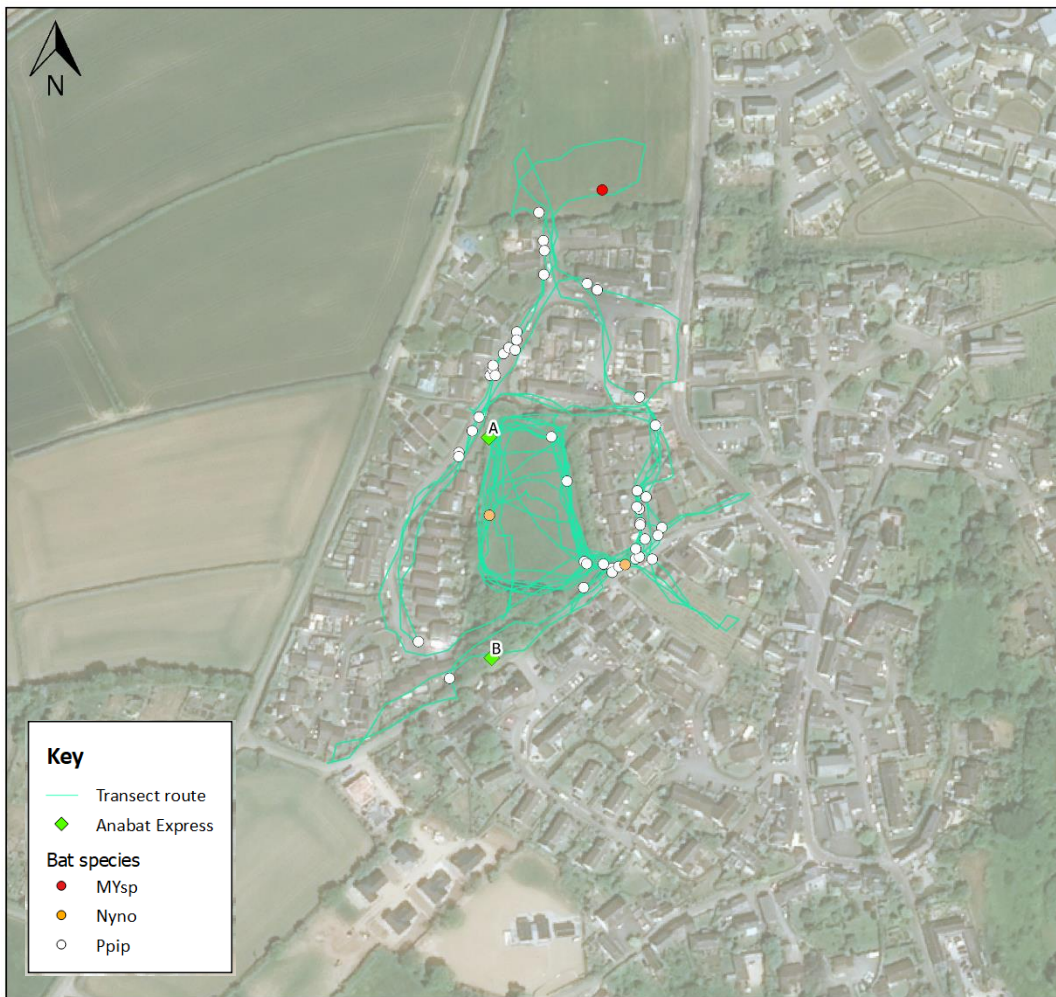 N
A
B
Key
Transect route
Anabat Express
Bat species
MYsp
Nyno
Ppip